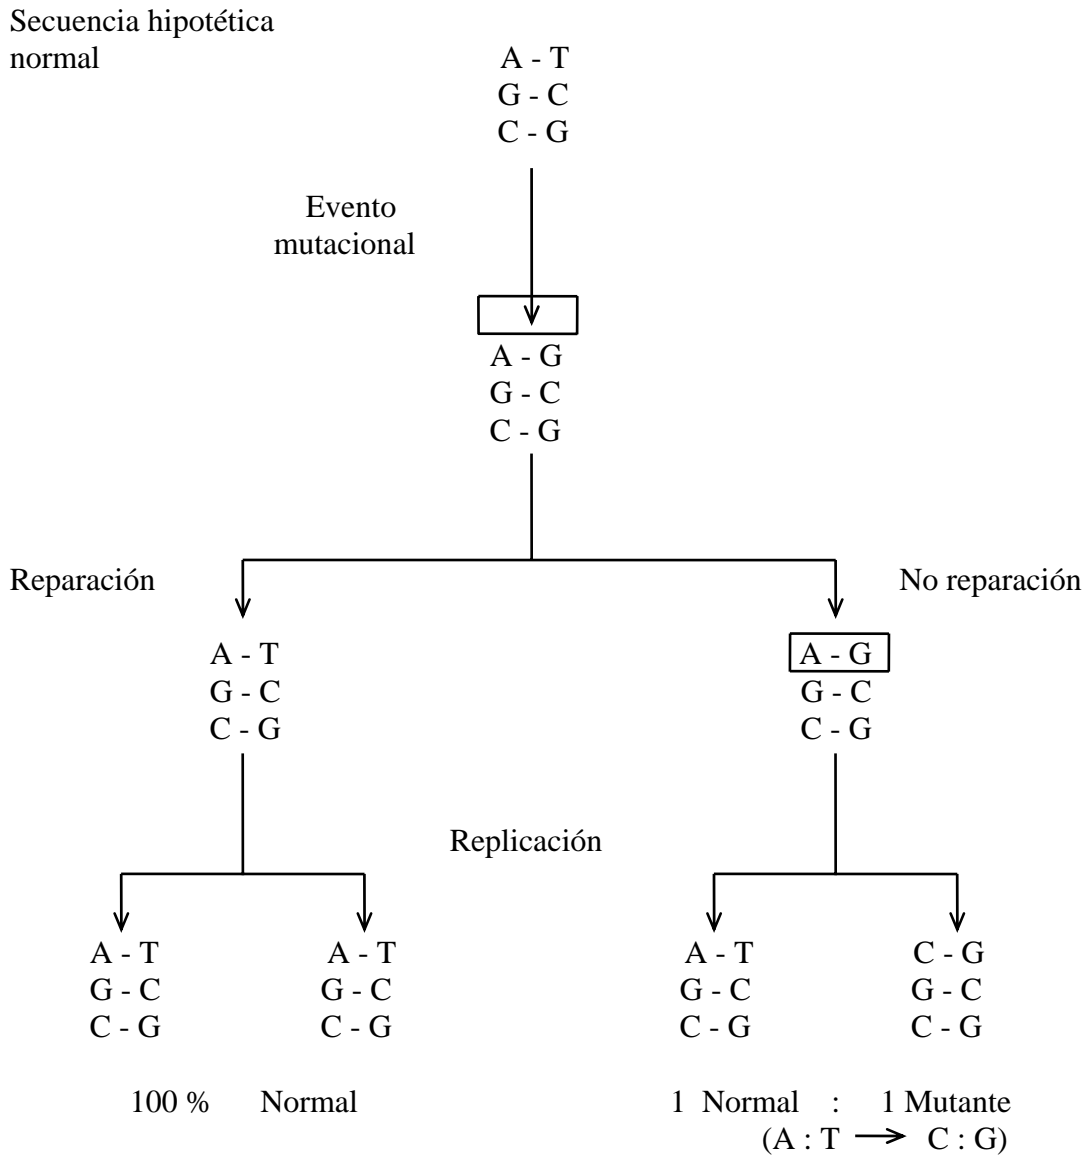 Secuencia hipotética
normal
A - T
G - C
C - G
Evento
mutacional
A - G
G - C
C - G
Reparación
No reparación
A - T
G - C
C - G
A - G
G - C
C - G
Replicación
A - T
G - C
C - G
A - T
G - C
C - G
A - T
G - C
C - G
C - G
G - C
C - G
100 % Normal
1 Normal : 1 Mutante
(A : T → C : G)